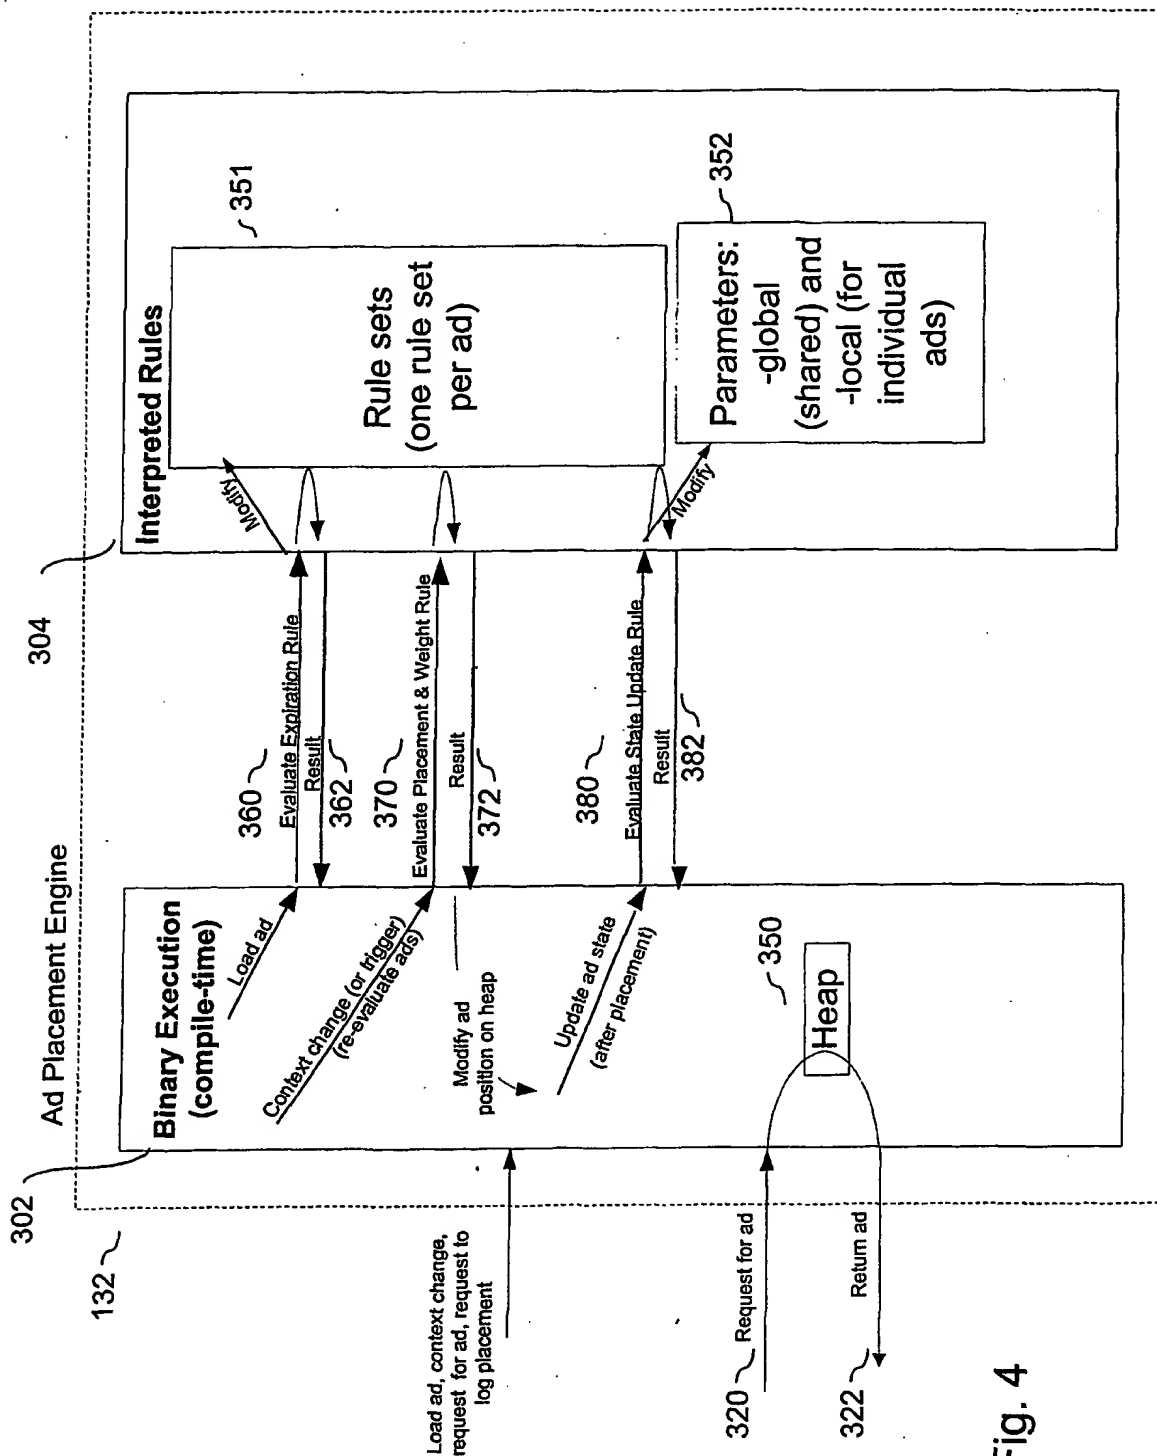 Ad Placement Engine
132
302
304
Binary Execution
(compile-time)
Load ad
Context change (or trigger)
(re-evaluate ads)
Modify ad
position on heap
Update ad state
(after placement)
350
Heap
Load ad, context change,
request for ad, request to
log placement
320
Request for ad
322
Return ad
360
Evaluate Expiration Rule
Result
362
370
Evaluate Placement & Weight Rule
Result
372
380
Evaluate State Update Rule
Result
382
Interpreted Rules
Modify
351
Rule sets
(one rule set
per ad)
Modify
352
Parameters:
-global
(shared) and
-local (for
individual
ads)
Fig. 4